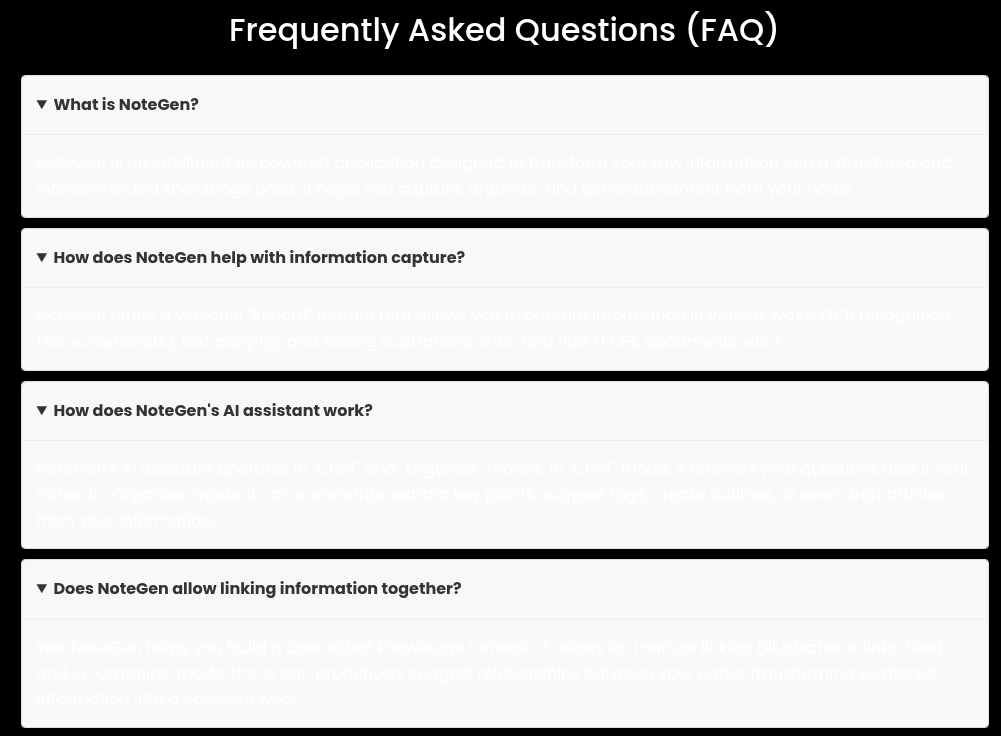 Frequently Asked Questions (FAQ)
What is NoteGen?
NoteGen is an intelligent AI-powered application designed to transform your raw information into a structured and
interconnected knowledge base. It helps you capture, organize, and generate content from your notes.
How does NoteGen help with information capture?
NoteGen offers a versatile "Record" feature that allows you to capture information in various ways: OCR recognition
(for screenshots), text copying, and saving illustrations, links, and files (PDFs, documents, etc.).
How does NoteGen's AI assistant work?
NoteGen's AI assistant operates in "Chat" and "Organize" modes. In "Chat" mode, it answers your questions about your
notes. In "Organize" mode, it can summarize, extract key points, suggest tags, create outlines, or even draft articles
from your information.
Does NoteGen allow linking information together?
Yes, NoteGen helps you build a connected knowledge network. It allows for manual linking (illustrations, links, files),
and in "Organize" mode, the AI can proactively suggest relationships between your notes, transforming scattered
information into a cohesive web.